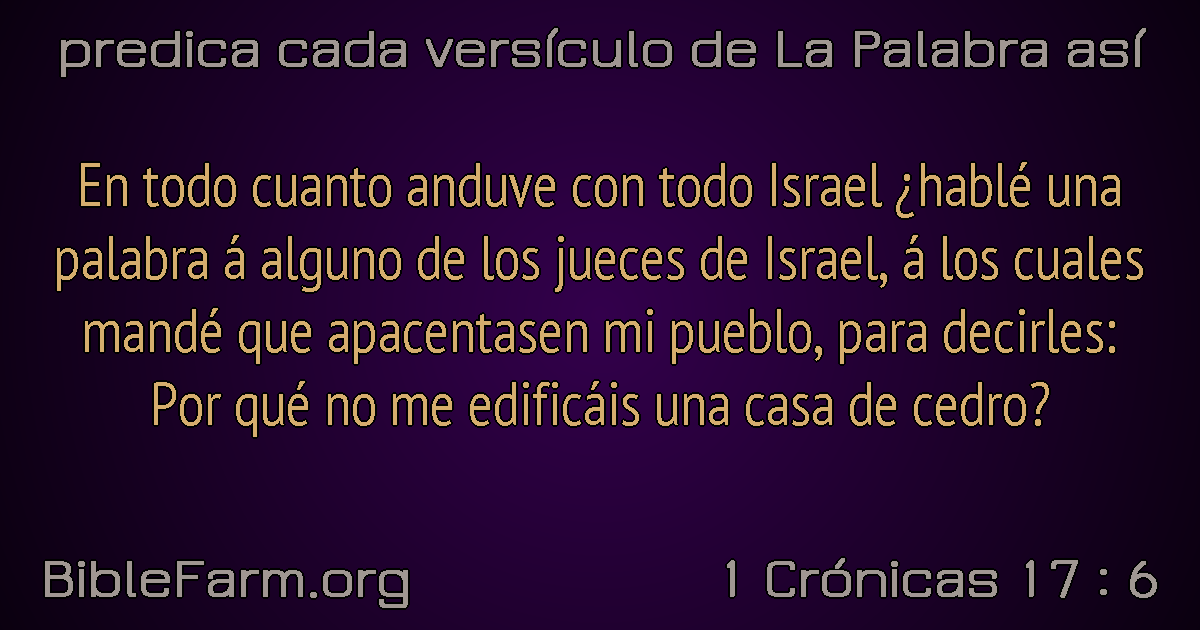 predica cada versículo de La Palabra así
En todo cuanto anduve con todo Israel ¿hablé una
palabra á alguno de los jueces de Israel, á los cuales
mandé que apacentasen mi pueblo, para decirles:
Por qué no me edificáis una casa de cedro?
BibleFarm.org
1 Crónicas 17 : 6